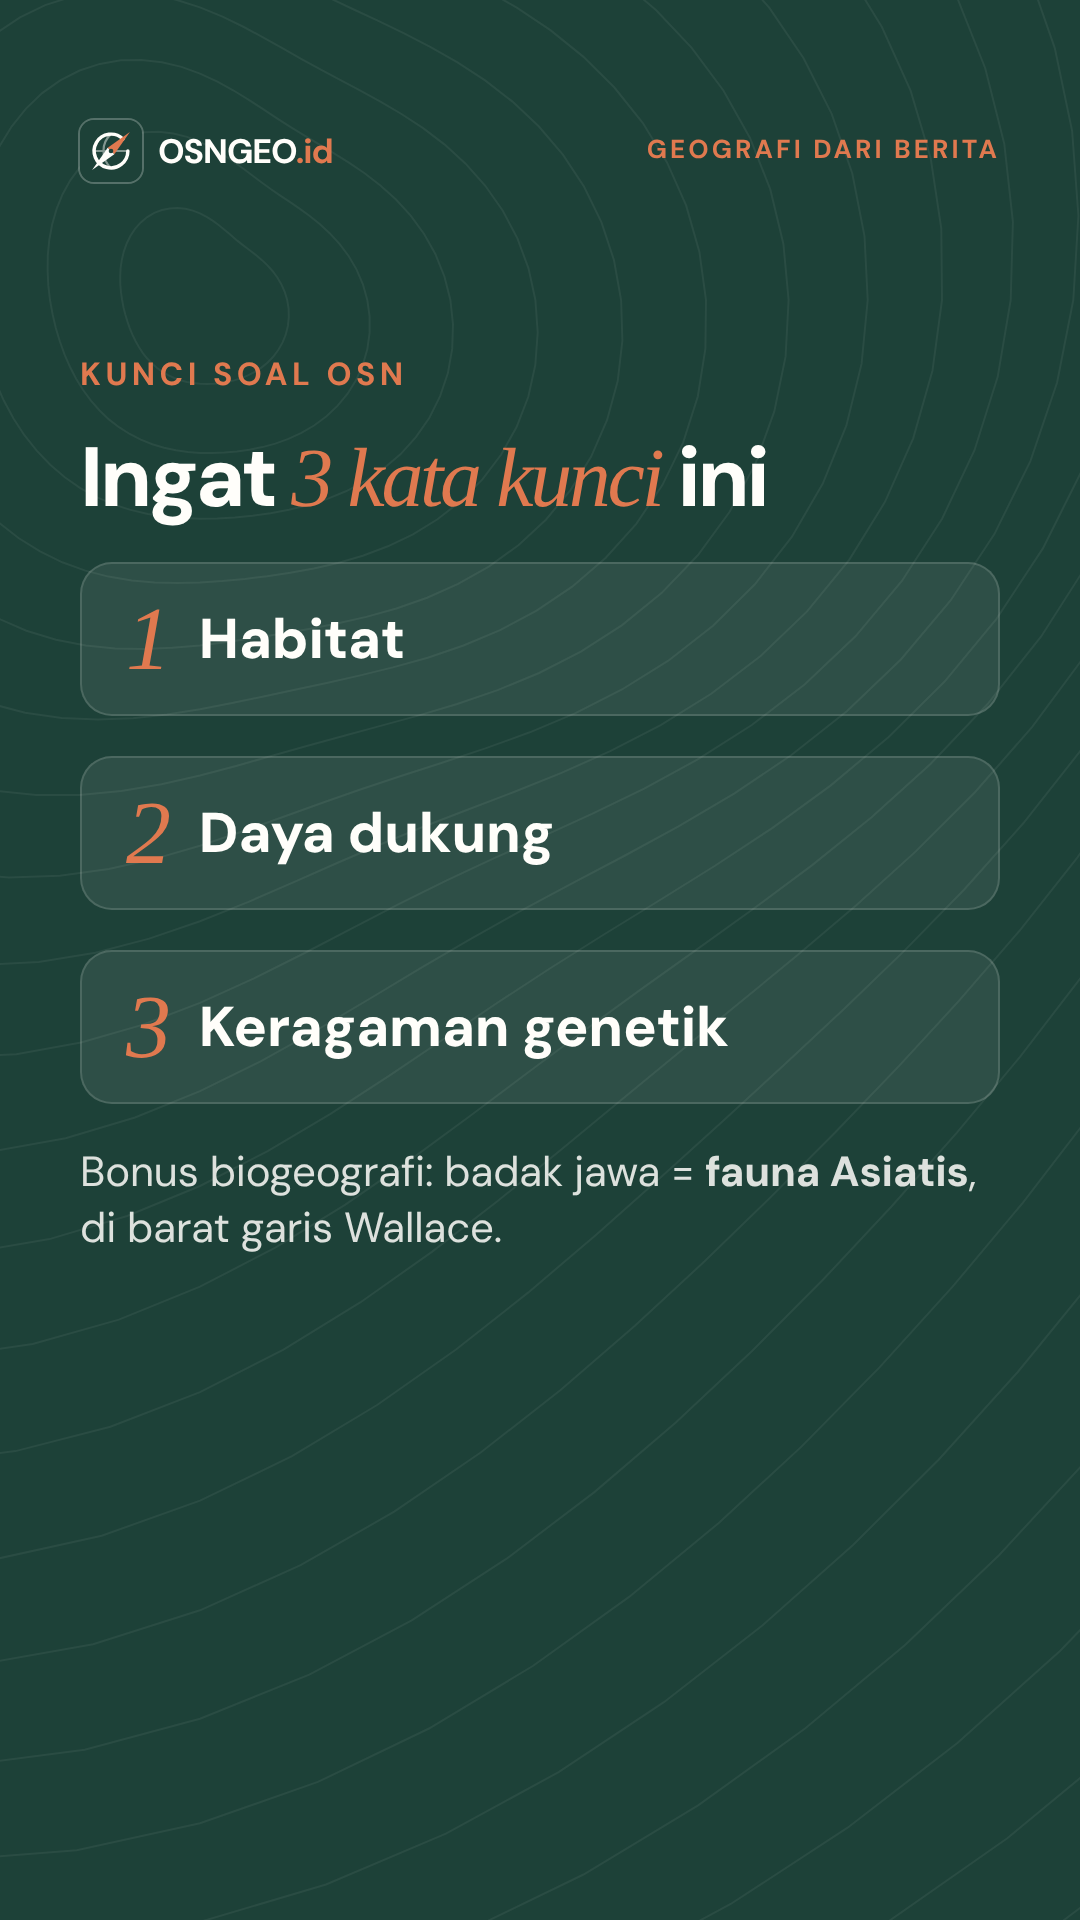 OSNGEO.id
GEOGRAFI DARI BERITA
KUNCI SOAL OSN
Ingat 3 kata kunci ini
1 Habitat
2 Daya dukung
3 Keragaman genetik
Bonus biogeografi: badak jawa = fauna Asiatis,
di barat garis Wallace.